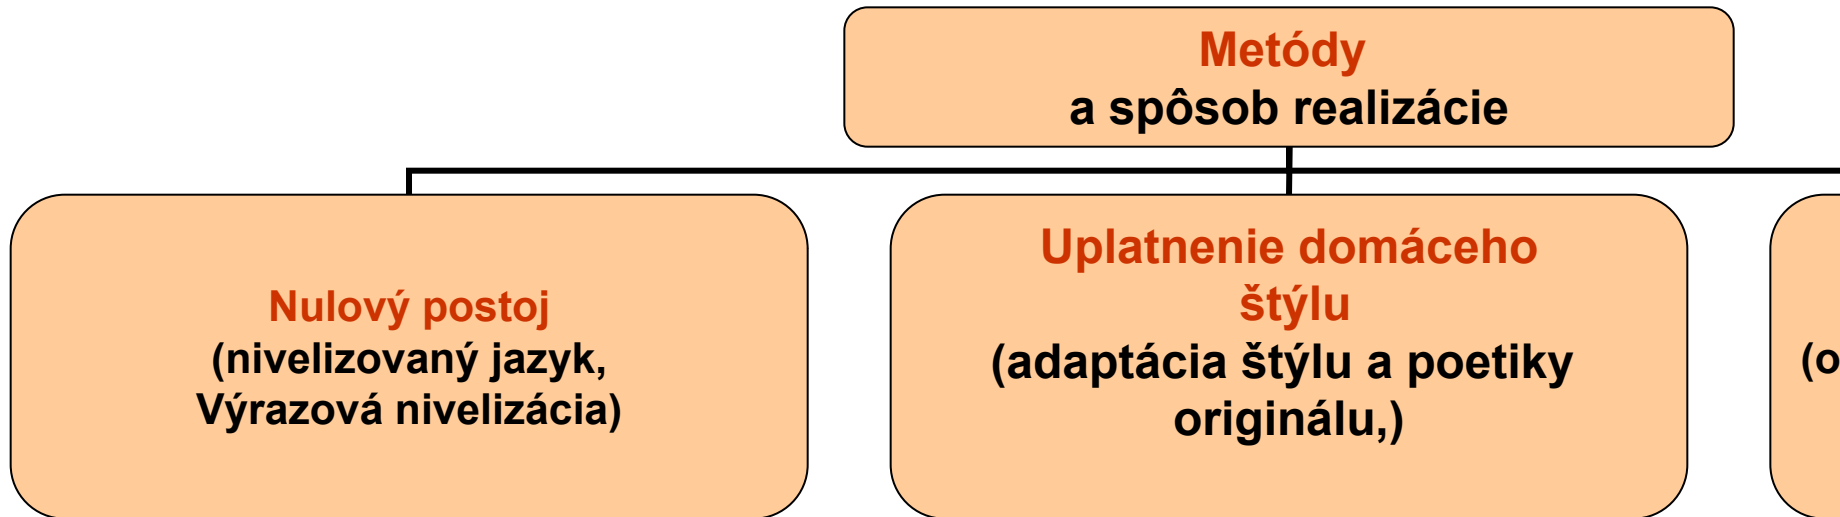 Metódy
a spôsob realizácie
Nulový postoj
(nivelizovaný jazyk,
Výrazová nivelizácia)
Uplatnenie domáceho
štýlu
(adaptácia štýlu a poetiky
originálu,)
(o